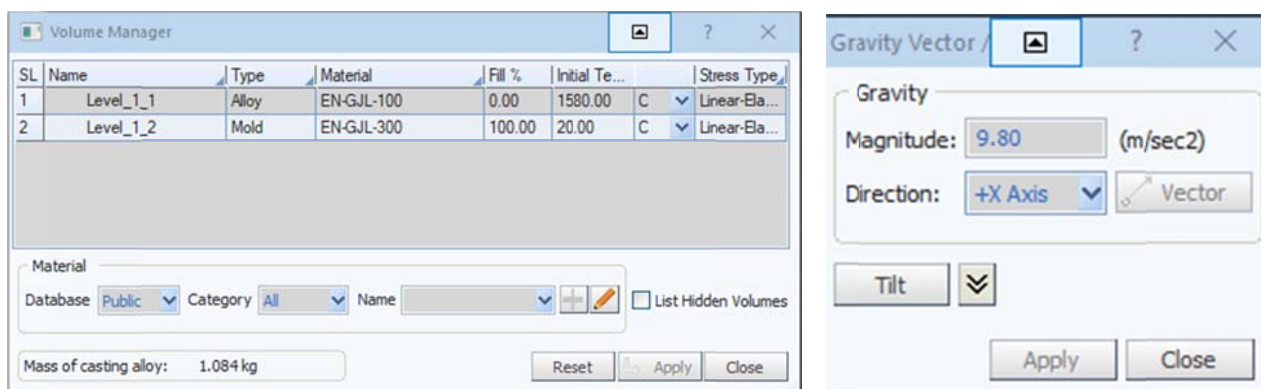 Volume Manager ?
SL Name Type Material Fill % Initial Te... Stress Type
1 Level_1_1 Alloy EN-GJL-100 0.00 1580.00 C Linear-Ela...
2 Level_1_2 Mold EN-GJL-300 100.00 20.00 C Linear-Ela...
Material
Database Public Category All Name List Hidden Volumes
Mass of casting alloy: 1.084 kg Reset Apply Close
Gravity Vector / ?
Gravity
Magnitude: 9.80 (m/sec2)
Direction: +X Axis Vector
Tilt
Apply Close